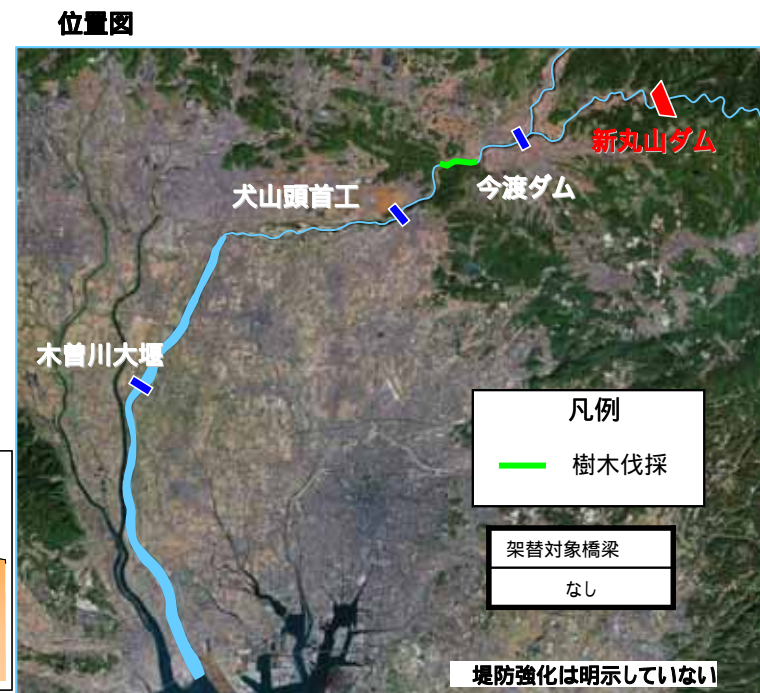 位置図
新丸山ダム
今渡ダム
犬山頭首工
木曽川大堰
凡例
樹木伐採
架替対象橋梁
なし
堤防強化は明示していない